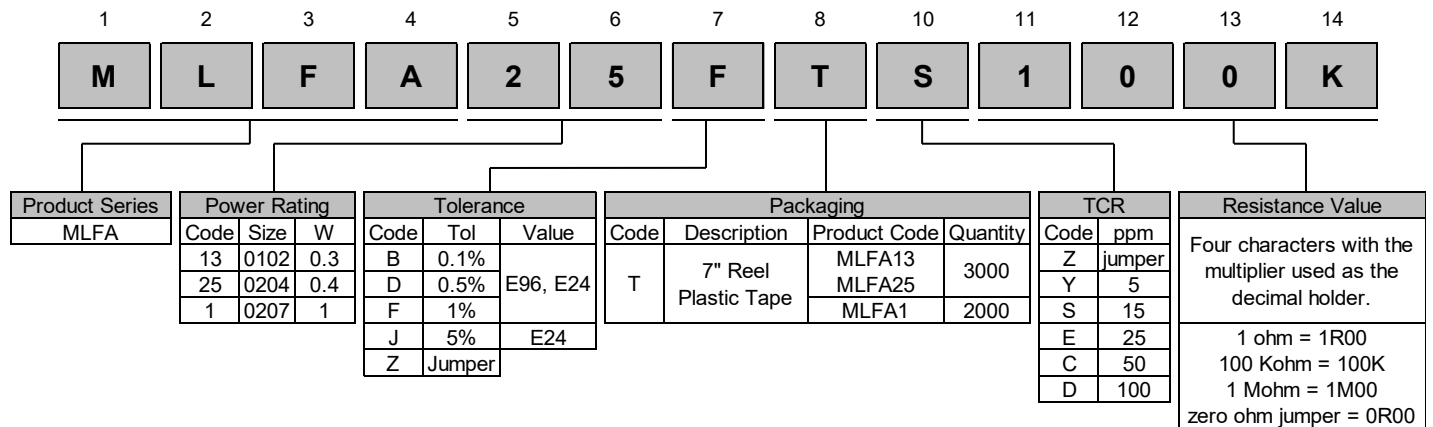 1 2 3 4 5 6 7 8 10 11 12 13 14
M L F A 2 5 F T S 1 0 0 K
Product Series
MLFA
Power Rating
Code Size W
13 0102 0.3
25 0204 0.4
1 0207 1
Tolerance
Code Tol Value
B 0.1%
D 0.5% E96, E24
F 1%
J 5% E24
Z Jumper
Packaging
Code Description Product Code Quantity
T 7" Reel Plastic Tape MLFA13 3000
MLFA25
MLFA1 2000
TCR
Code ppm
Z jumper
Y 5
S 15
E 25
C 50
D 100
Resistance Value
Four characters with the
multiplier used as the
decimal holder.
1 ohm = 1R00
100 Kohm = 100K
1 Mohm = 1M00
zero ohm jumper = 0R00